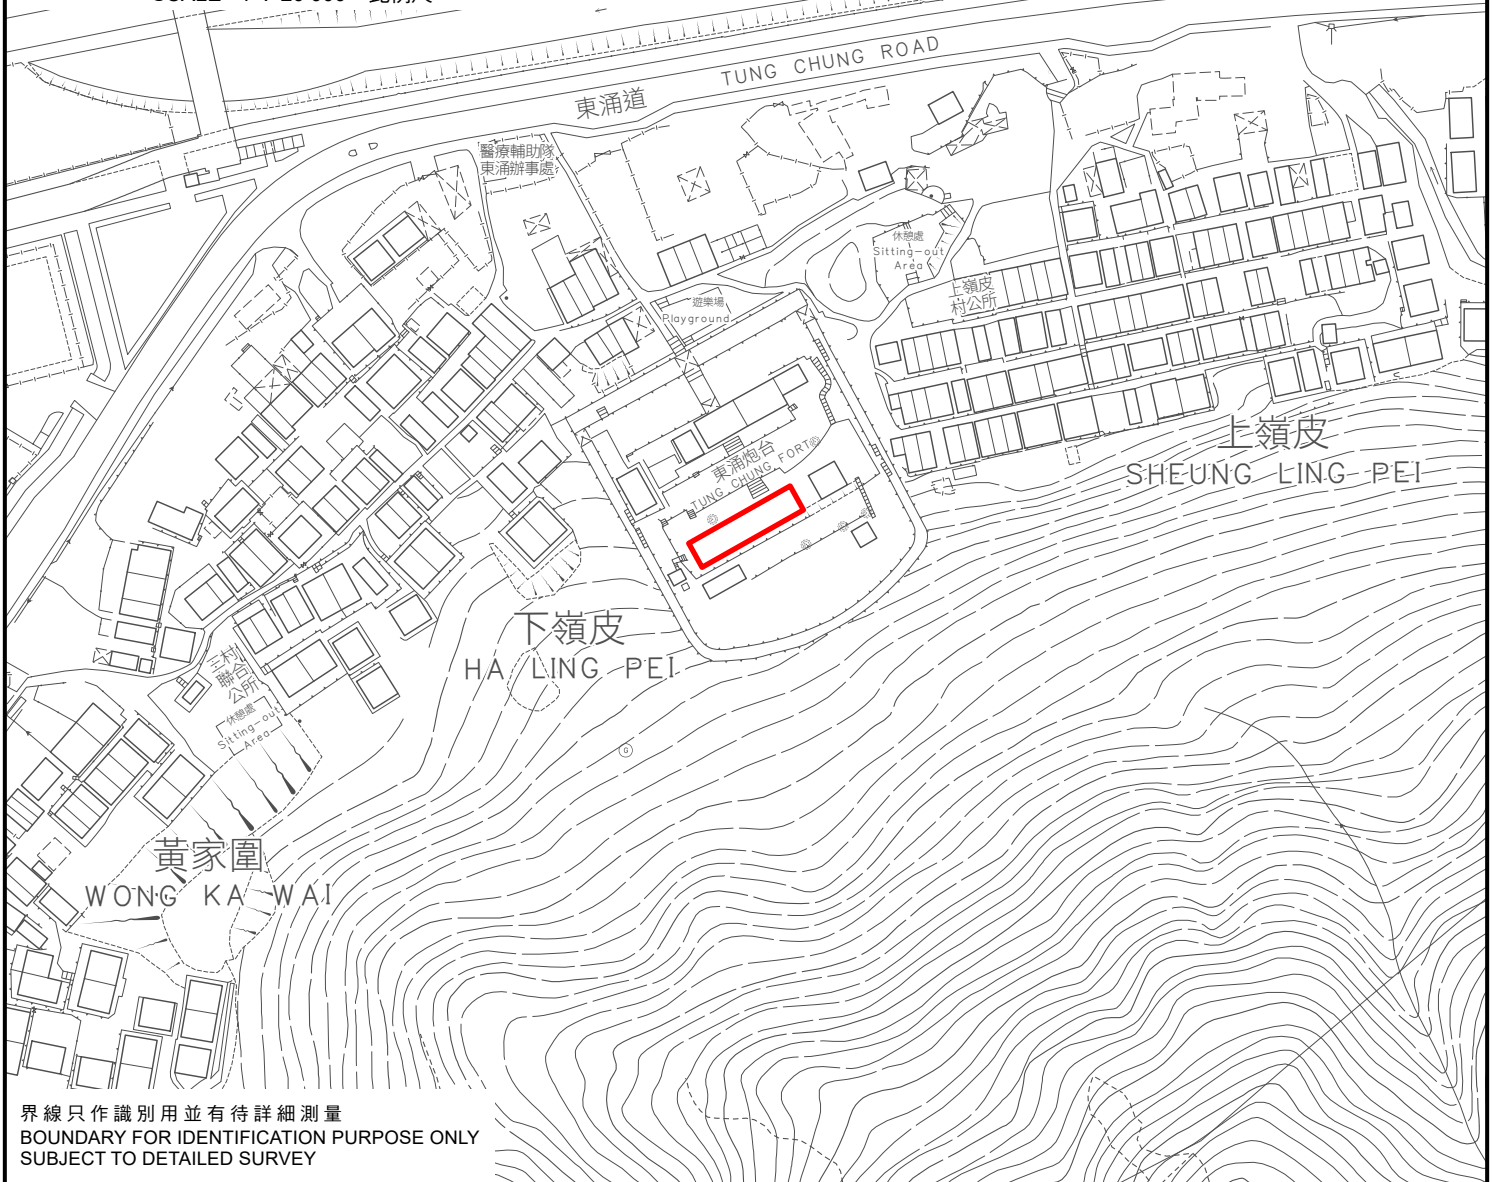 TUNG CHUNG ROAD
東涌道
醫療輔助隊
東涌辦事處
休憩處
Sitting-out
Area
上嶺皮
村公所
遊樂場
Playground
東涌炮台
TUNG CHUNG FORT
上嶺皮
SHEUNG LING PEI
下嶺皮
HA LING PEI
三村
聯合
公所
休憩處
Sitting-out
Area
G
黃家圍
WONG KA WAI
界線只作識別用並有待詳細測量
BOUNDARY FOR IDENTIFICATION PURPOSE ONLY
SUBJECT TO DETAILED SURVEY